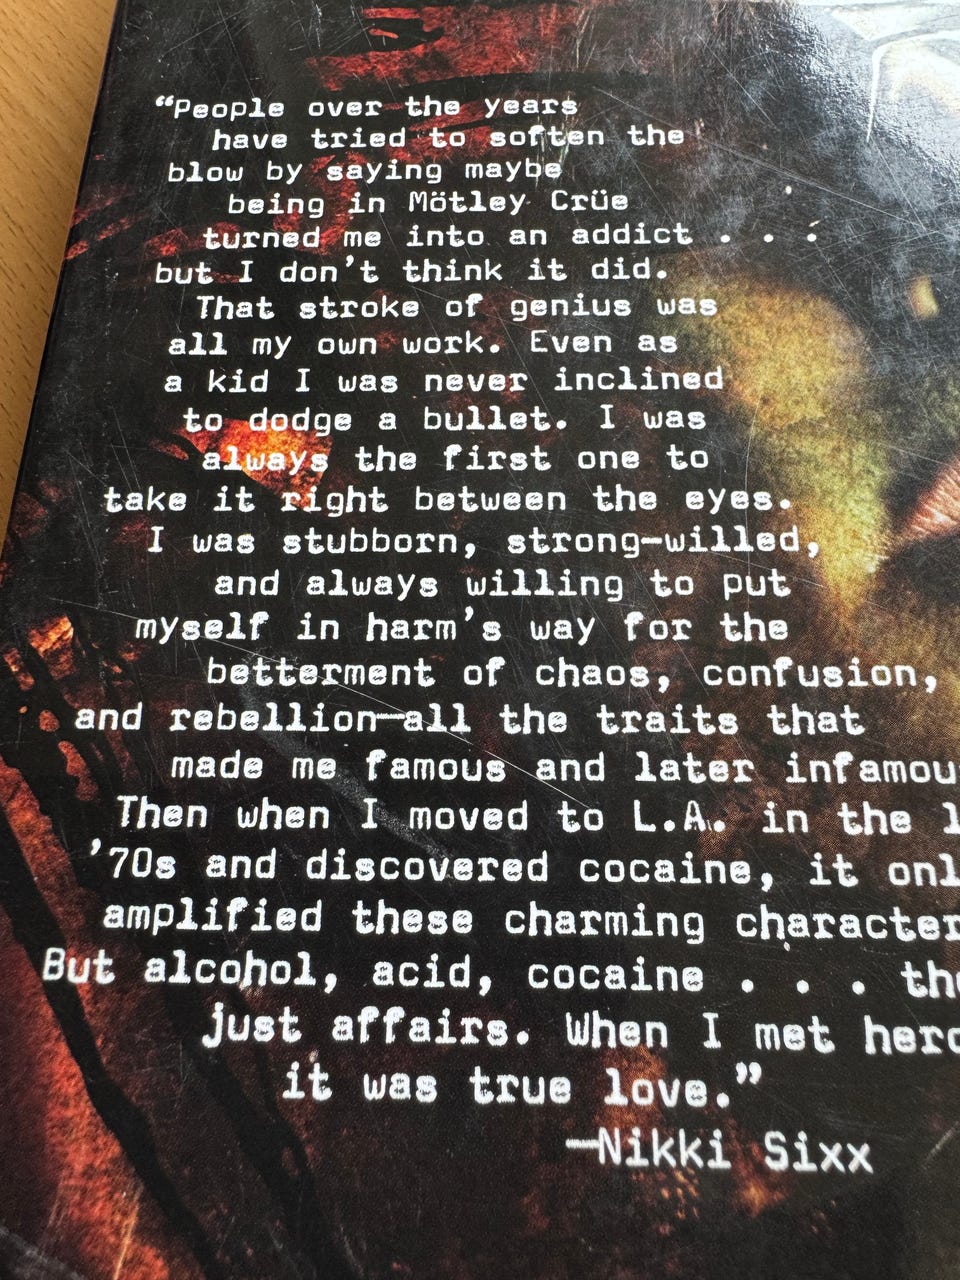 “People over the years
have tried to soften the
blow by saying maybe
being in Mötley Crüe
turned me into an addict . . .
but I don’t think it did.
That stroke of genius was
all my own work. Even as
a kid I was never inclined
to dodge a bullet. I was
always the first one to
take it right between the eyes.
I was stubborn, strong-willed,
and always willing to put
myself in harm’s way for the
betterment of chaos, confusion,
and rebellion—all the traits that
made me famous and later infamou
Then when I moved to L.A. in the l
’70s and discovered cocaine, it onl
amplified these charming character
But alcohol, acid, cocaine . . . the
just affairs. When I met hero
it was true love.”
—Nikki Sixx